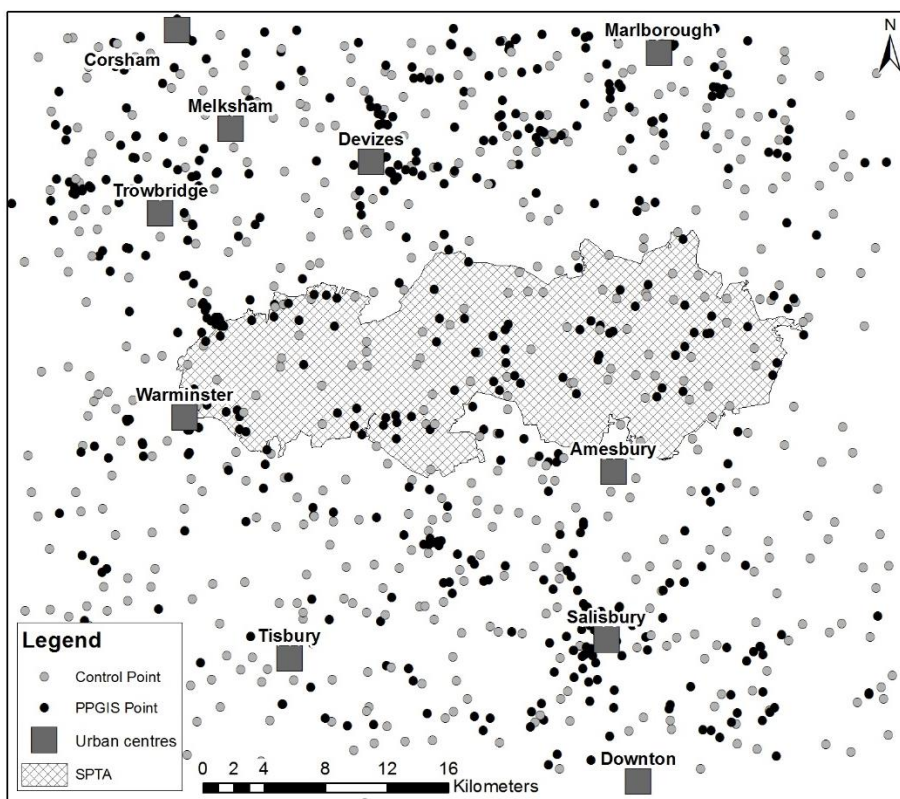 Marlborough
N
Corsham
Melksham
Devizes
Trowbridge
Warminster
Amesbury
Salisbury
Tisbury
Downton
Legend
Control Point
PPGIS Point
Urban centres
SPTA
0 2 4 8 12 16
Kilometers